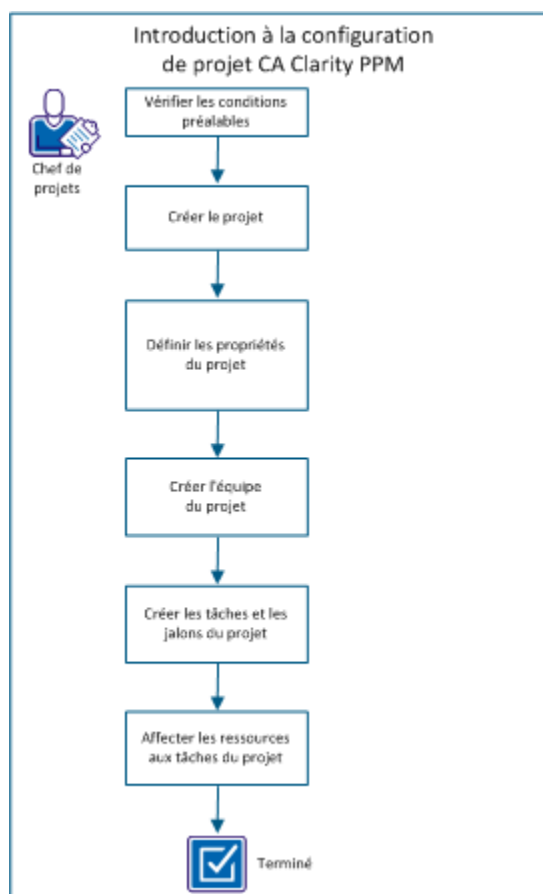 Introduction à la configuration
de projet CA Clarity PPM
Vérifier les conditions
préalables
Chef de
projets
Créer le projet
Définir les propriétés
du projet
Créer l'équipe
du projet
Créer les tâches et les
jalons du projet
Affecter les ressources
aux tâches du projet
Terminé